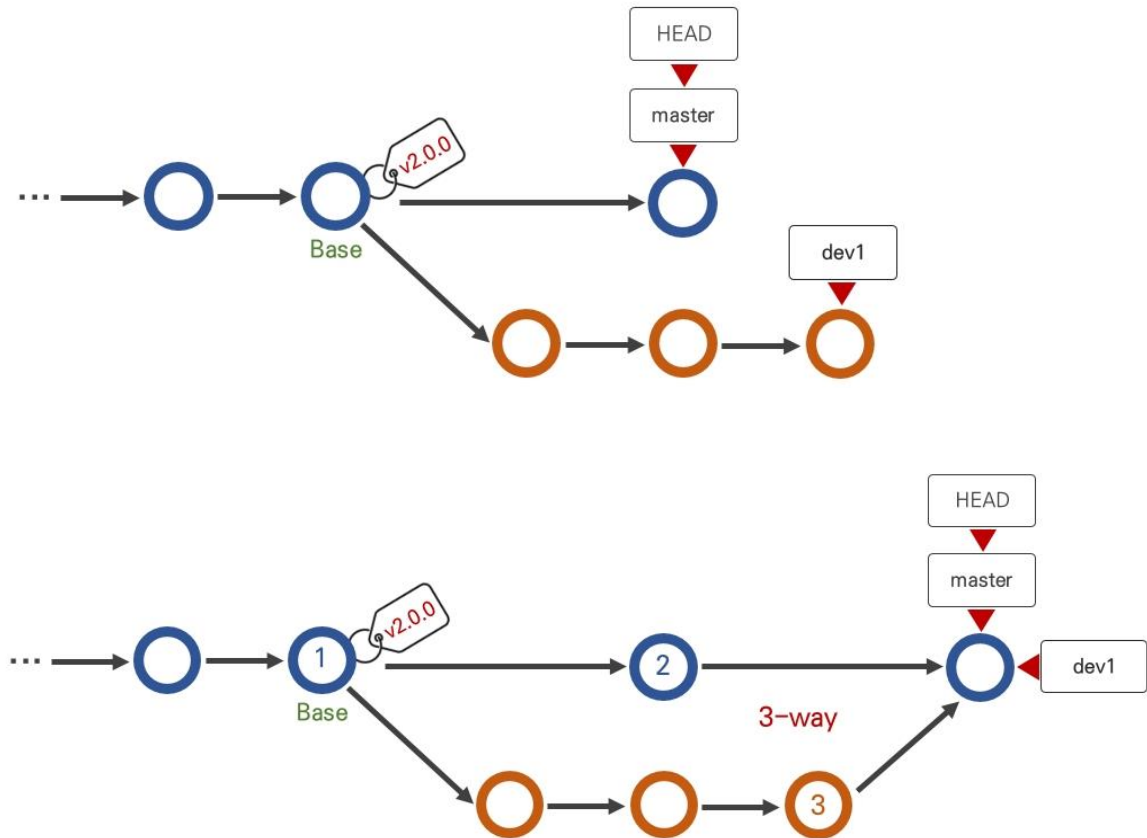 HEAD
master
v2.0.0
...
Base
dev1
HEAD
master
v2.0.0
...
1
2
dev1
Base
3-way
3